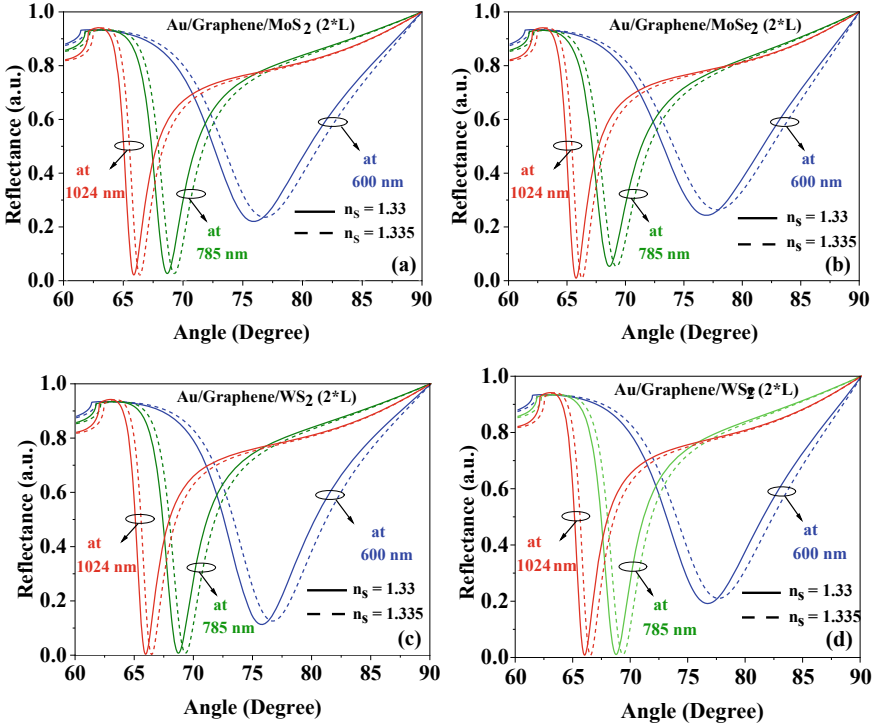 Au/Graphene/MoS2 (2*L)
Reflectance (a.u.)
1.0
0.8
0.6
0.4
0.2
0.0
at
1024 nm
at
785 nm
at
600 nm
nS = 1.33
nS = 1.335
(a)
60 65 70 75 80 85 90
Angle (Degree)
Au/Graphene/MoSe2 (2*L)
Reflectance (a.u.)
1.0
0.8
0.6
0.4
0.2
0.0
at
1024 nm
at
785 nm
at
600 nm
ns = 1.33
ns = 1.335
(b)
60 65 70 75 80 85 90
Angle (Degree)
Au/Graphene/WS2 (2*L)
Reflectance (a.u.)
1.0
0.8
0.6
0.4
0.2
0.0
at
1024 nm
at
785 nm
at
600 nm
ns = 1.33
ns = 1.335
(c)
60 65 70 75 80 85 90
Angle (Degree)
Au/Graphene/WS2 (2*L)
Reflectance (a.u.)
1.0
0.8
0.6
0.4
0.2
0.0
at
1024 nm
at
785 nm
at
600 nm
ns = 1.33
ns = 1.335
(d)
60 65 70 75 80 85 90
Angle (Degree)